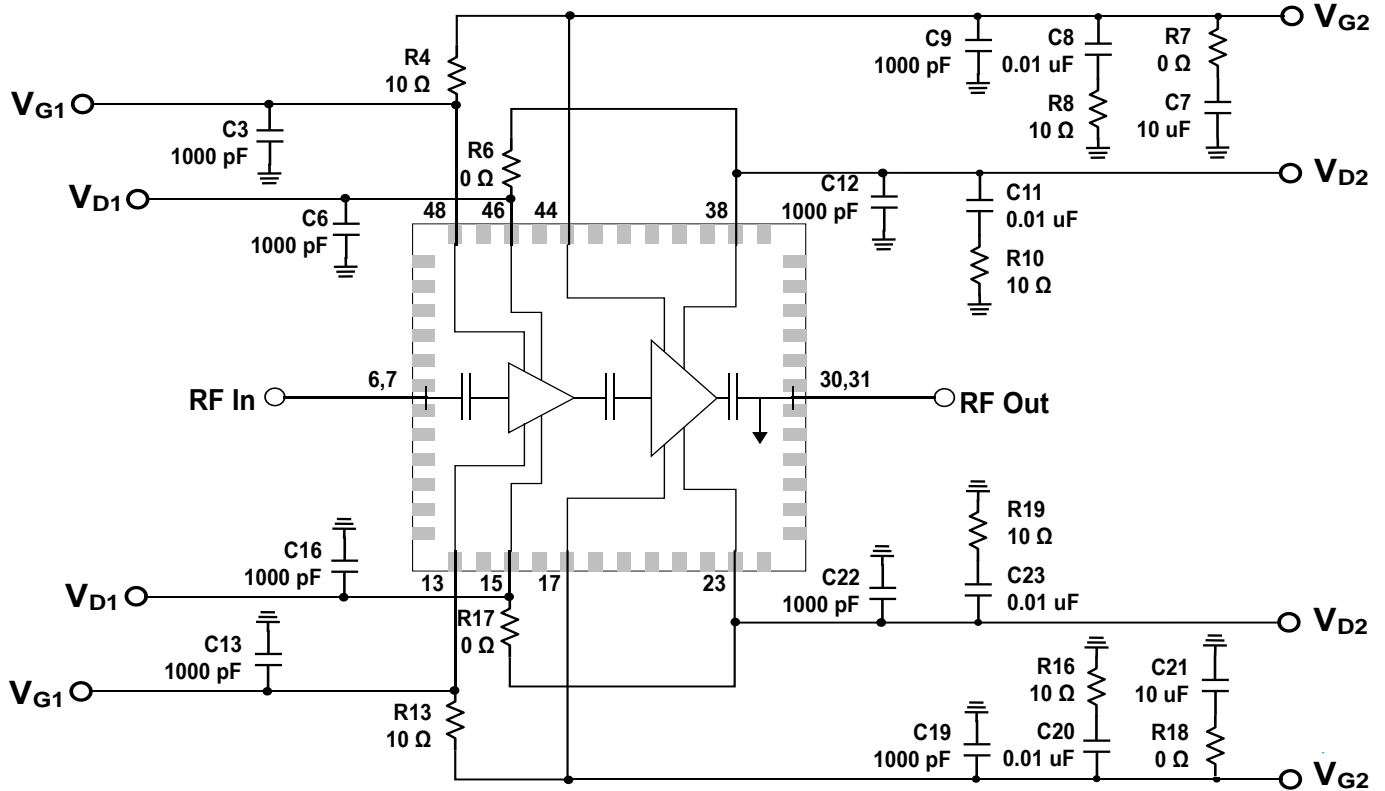 VG2
C9
1000 pF
C8
0.01 uF
R7
0 Ω
R4
10 Ω
R8
10 Ω
C7
10 uF
VG1
C3
1000 pF
R6
0 Ω
VD2
VD1
C12
1000 pF
C11
0.01 uF
C6
1000 pF
48
46
44
38
R10
10 Ω
6,7
30,31
RF In
RF Out
R19
10 Ω
C16
1000 pF
13
15
17
23
C22
1000 pF
C23
0.01 uF
VD1
R17
0 Ω
VD2
C13
1000 pF
R16
10 Ω
C21
10 uF
VG1
R13
10 Ω
C19
1000 pF
C20
0.01 uF
R18
0 Ω
VG2